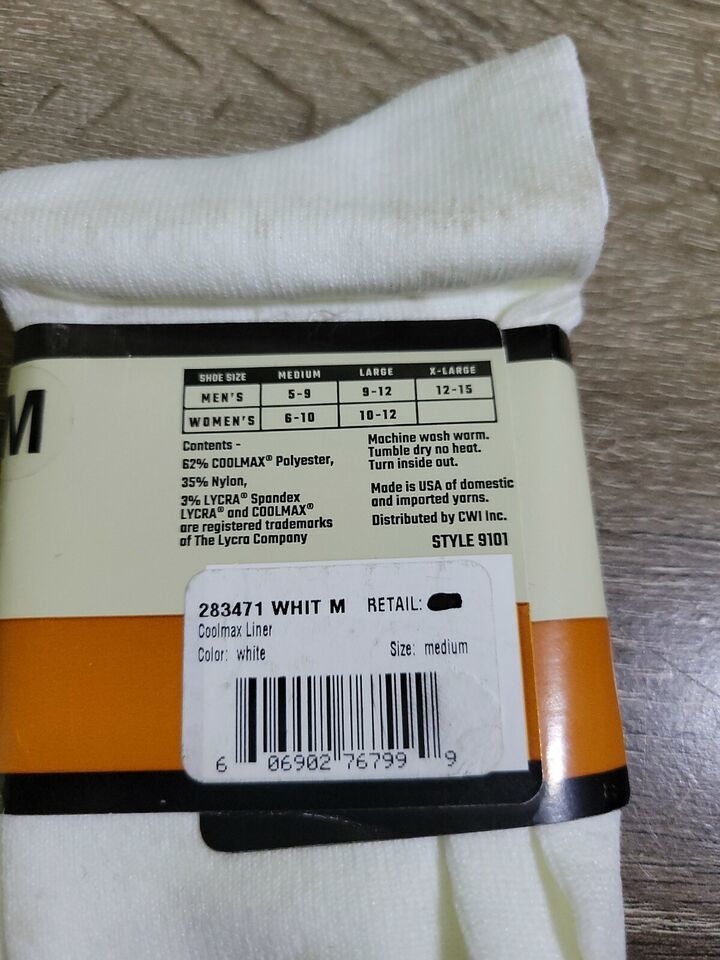 M
SHOE SIZE MEDIUM LARGE X-LARGE
MEN'S 5-9 9-12 12-15
WOMEN'S 6-10 10-12
Contents -
62% COOLMAX® Polyester,
35% Nylon,
3% LYCRA® Spandex
LYCRA® and COOLMAX®
are registered trademarks
of The Lycra Company
Machine wash warm.
Tumble dry no heat.
Turn inside out.
Made is USA of domestic
and imported yarns.
Distributed by CWI Inc.
STYLE 9101
283471 WHIT M RETAIL:
Coolmax Liner
Color: white Size: medium
6 06902 76799 9